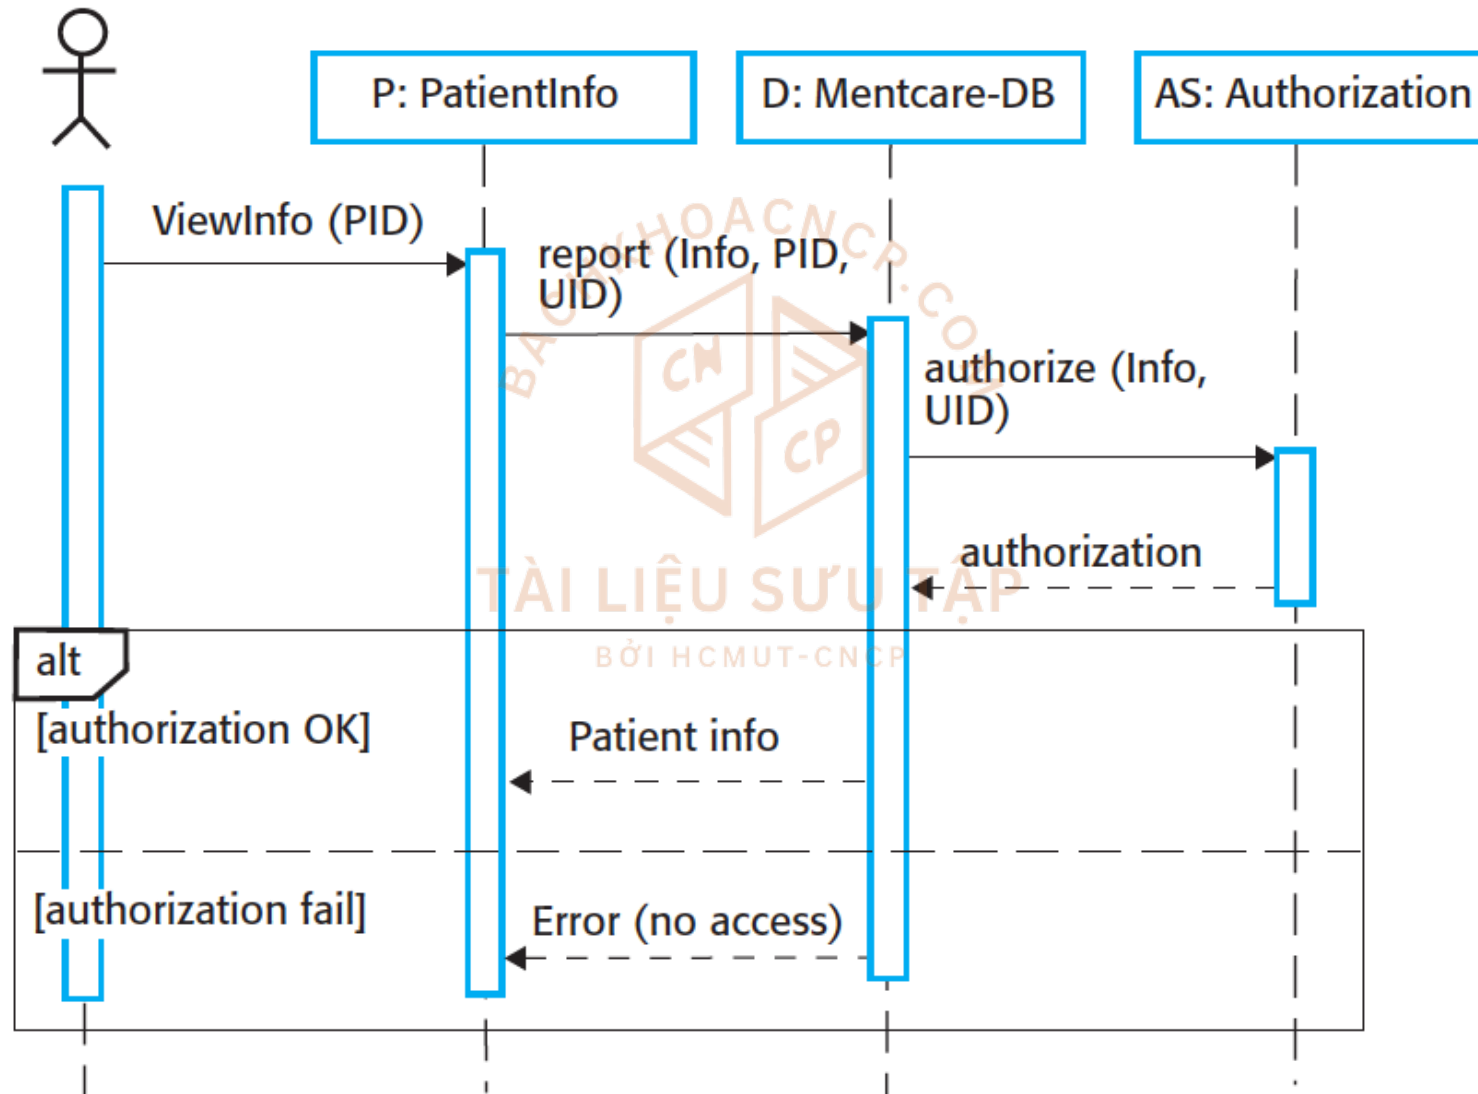 P: PatientInfo
D: Mentcare-DB
AS: Authorization
ViewInfo (PID)
report (Info, PID,
UID)
authorize (Info,
UID)
authorization
alt
[authorization OK]
Patient info
[authorization fail]
Error (no access)
BACHKHOACNCP.COM
CN
CP
TÀI LIỆU SƯU TẬP
BỞI HCMUT-CNCP